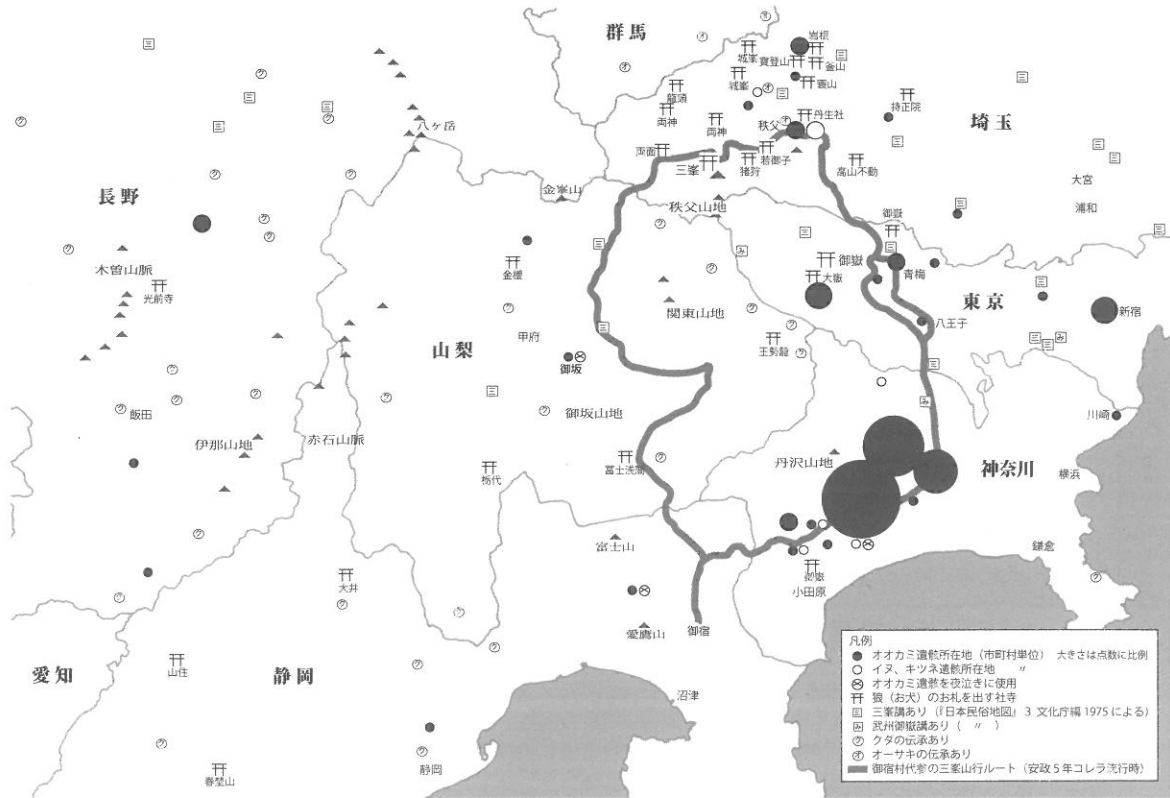 群馬
岩根
城峯
寶登山
釜山
城峯
龍頭
両神
両神
秩父
丹生社
持正院
埼玉
八ヶ岳
両面
三峯
猪狩
若御子
高山不動
大宮
浦和
長野
金峯山
秩父山地
御嶽
木曽山脈
光前寺
金櫻
御嶽
大嶽
青梅
東京
関東山地
八王子
新宿
甲府
山梨
王勢籠
御坂
御坂山地
飯田
伊那山地
赤石山脈
川崎
丹沢山地
神奈川
横浜
栃代
冨士浅間
富士山
鎌倉
大井
御嶽
小田原
愛鷹山
御宿
愛知
山住
静岡
沼津
春埜山
静岡
三
ク
オ
み
凡例
オオカミ遺骸所在地（市町村単位） 大きさは点数に比例
イヌ、キツネ遺骸所在地 〃
オオカミ遺骸を夜泣きに使用
狼（お犬）のお札を出す社寺
三 三峯講あり（『日本民俗地図』3 文化庁編 1975 による）
み 武州御嶽講あり（ 〃 ）
ク クダの伝承あり
オ オーサキの伝承あり
御宿村代参の三峯山行ルート（安政5年コレラ流行時）